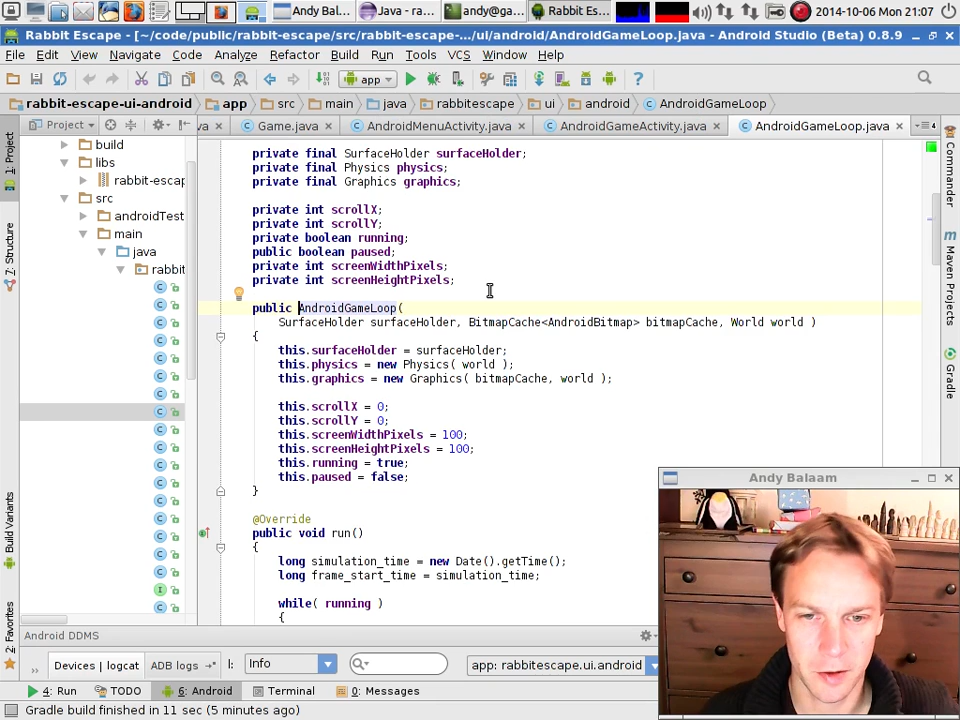 Andy Bal...
Java - ra...
andy@ga...
Rabbit Es...
2014-10-06 Mon 21:07
Rabbit Escape - [~/code/public/rabbit-escape/src/rabbit-escape-.../ui/android/AndroidGameLoop.java - Android Studio (Beta) 0.8.9
File Edit View Navigate Code Analyze Refactor Build Run Tools VCS Window Help
app
rabbit-escape-ui-android app src main java rabbitescape ui android AndroidGameLoop
Project va Game.java AndroidMenuActivity.java AndroidGameActivity.java AndroidGameLoop.java 4
1: Project
7: Structure
Build Variants
2: Favorites
build
libs
rabbit-escap
src
androidTest
main
java
rabbit
private final SurfaceHolder surfaceHolder;
private final Physics physics;
private final Graphics graphics;
private int scrollX;
private int scrollY;
private boolean running;
public boolean paused;
private int screenWidthPixels;
private int screenHeightPixels;
public AndroidGameLoop(
SurfaceHolder surfaceHolder, BitmapCache<AndroidBitmap> bitmapCache, World world )
{
this.surfaceHolder = surfaceHolder;
this.physics = new Physics( world );
this.graphics = new Graphics( bitmapCache, world );
this.scrollX = 0;
this.scrollY = 0;
this.screenWidthPixels = 100;
this.screenHeightPixels = 100;
this.running = true;
this.paused = false;
}
@Override
public void run()
{
long simulation_time = new Date().getTime();
long frame_start_time = simulation_time;
while( running )
{
Commander
Maven Projects
Gradle
Andy Balaam
Android DDMS
Devices | logcat ADB logs l: Info app: rabbitescape.ui.android
4: Run TODO 6: Android Terminal 0: Messages
Gradle build finished in 11 sec (5 minutes ago)